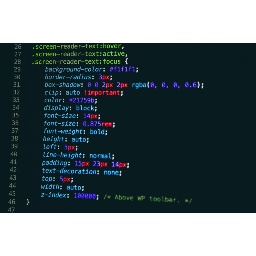 26 .screen-reader-text:hover,
27 .screen-reader-text:active,
28 .screen-reader-text:focus {
29 background-color: #f1f1f1;
30 border-radius: 3px;
31 box-shadow: 0 0 2px 2px rgba(0, 0, 0, 0.6);
32 clip: auto !important;
33 color: #21759b;
34 display: block;
35 font-size: 14px;
36 font-size: 0.875rem;
37 font-weight: bold;
38 height: auto;
39 left: 5px;
40 line-height: normal;
41 padding: 15px 23px 14px;
42 text-decoration: none;
43 top: 5px;
44 width: auto;
45 z-index: 100000; /* Above WP toolbar. */
46 }
47